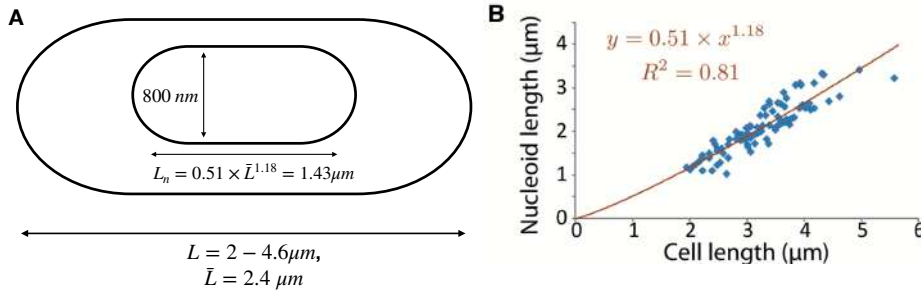 A
800 nm
Lₙ = 0.51 × L̄^1.18 = 1.43μm
L = 2 − 4.6μm,
L̄ = 2.4 μm
B
y = 0.51 × x^1.18
R² = 0.81
Nucleoid length (μm)
4
3
2
1
0
0 1 2 3 4 5 6
Cell length (μm)